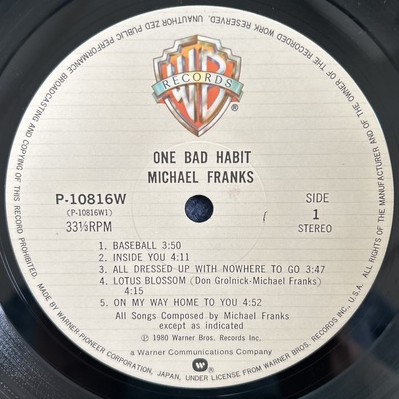 UNAUTHORIZED PUBLIC PERFORMANCE BROADCASTING AND COPYING OF THIS RECORD PROHIBITED.
ALL RIGHTS OF THE MANUFACTURER AND OF THE OWNER OF THE RECORDED WORK RESERVED.
WB
RECORDS
®
ONE BAD HABIT
MICHAEL FRANKS
P-10816W
(P-10816W1)
33⅓RPM
SIDE
1
STEREO
1. BASEBALL 3:50
2. INSIDE YOU 4:11
3. ALL DRESSED UP WITH NOWHERE TO GO 3:47
4. LOTUS BLOSSOM (Don Grolnick-Michael Franks)
4:15
5. ON MY WAY HOME TO YOU 4:52
All Songs Composed by Michael Franks
except as indicated
℗ 1980 Warner Bros. Records Inc.
a Warner Communications Company
MADE BY WARNER-PIONEER CORPORATION, JAPAN, UNDER LICENSE FROM WARNER BROS. RECORDS INC., U.S.A.